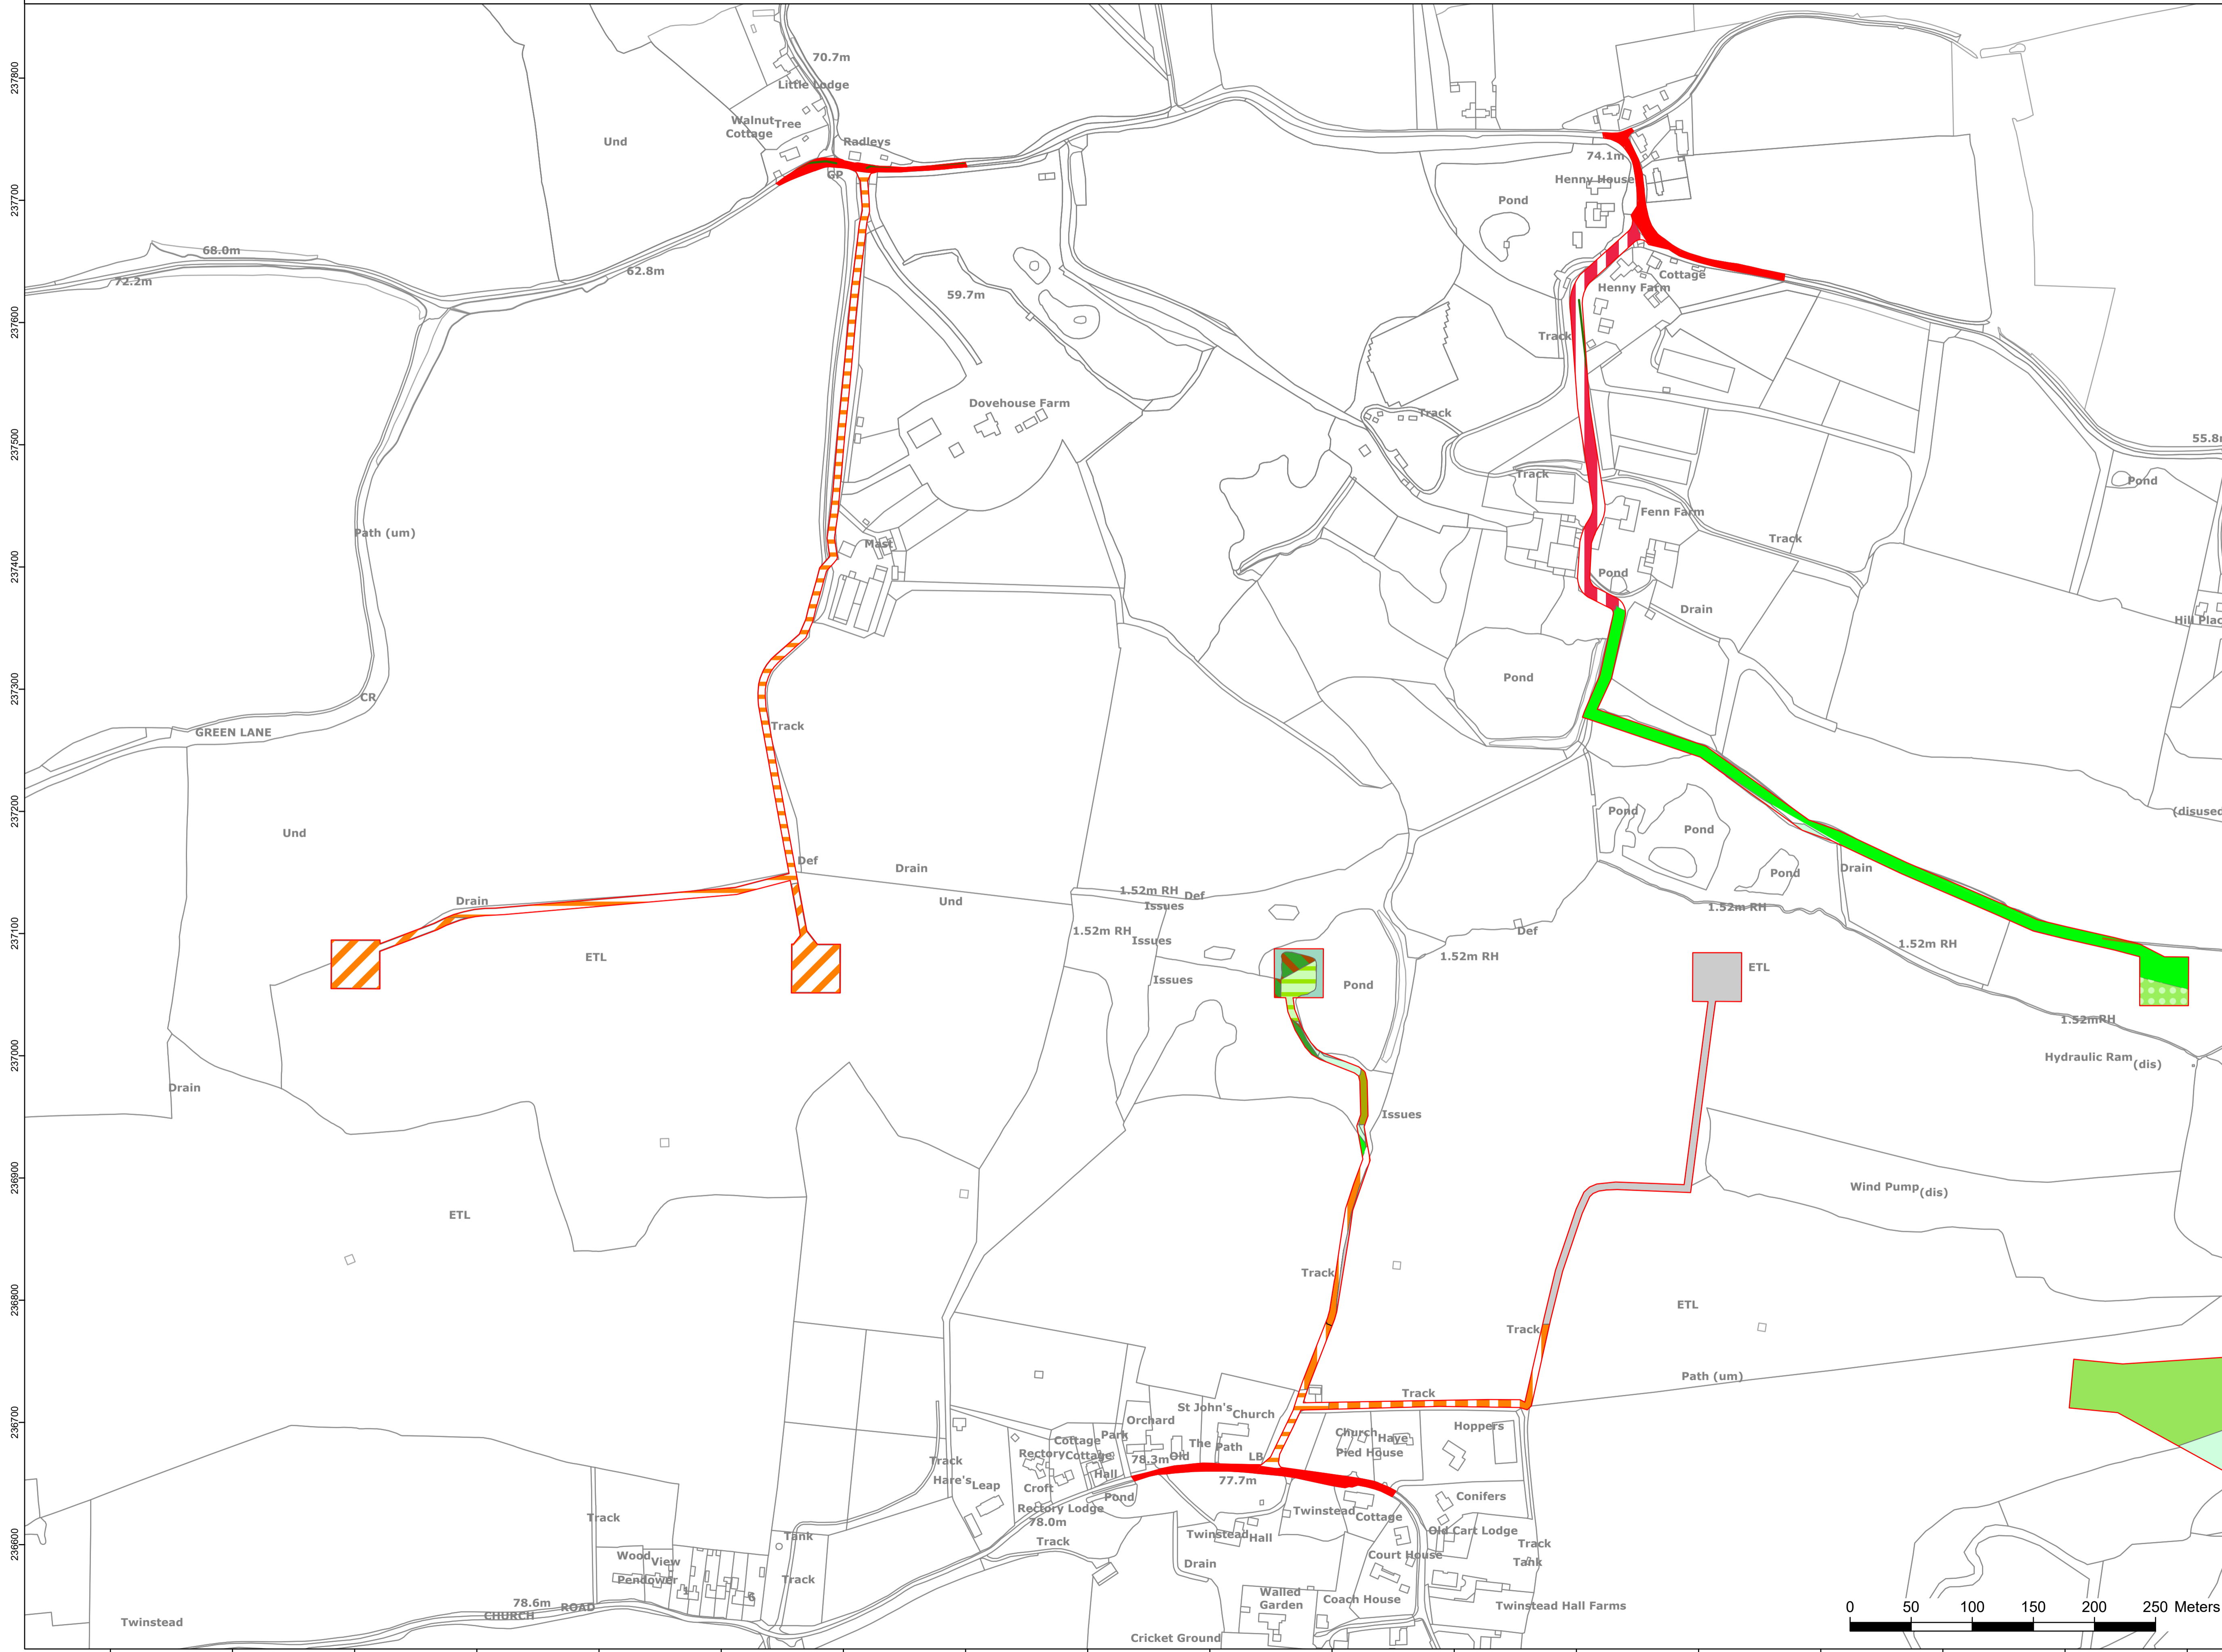 237800
237700
237600
237500
237400
237300
237200
237100
237000
236900
236800
236700
236600
70.7m
Little Lodge
Walnut Tree
Cottage
Und
Radleys
GP
68.0m
72.2m
62.8m
59.7m
74.1m
Henny House
Pond
Cottage
Henny Farm
Track
Dovehouse Farm
Track
55.8m
Track
Pond
Fenn Farm
Path (um)
Mast
Track
Pond
Drain
Hill Plac
Pond
CR
GREEN LANE
Track
Und
Pond
Pond
(disused
Def
Drain
Drain
Pond
Drain
Und
1.52m RH
Def
Issues
1.52m RH
1.52m RH
Issues
Def
1.52m RH
ETL
1.52m RH
ETL
Issues
Pond
1.52mRH
Hydraulic Ram (dis)
Drain
Issues
Wind Pump (dis)
ETL
Track
ETL
Track
Path (um)
Track
St John's
Church
Orchard
Hoppers
Park
Cottage
The Path
Church Haye
Pied House
Rectory Cottage
78.3m Old
LB
Track
Hall
77.7m
Hare's Leap
Croft
Pond
Conifers
Rectory Lodge
78.0m
Twinstead Cottage
Track
Tank
Track
Twinstead Hall
Old Cart Lodge
Track
Wood View
Drain
Court House
Tank
Pendower
1
6
Track
Walled
Garden
Coach House
78.6m
CHURCH ROAD
Twinstead
Twinstead Hall Farms
Cricket Ground
0 50 100 150 200 250 Meters